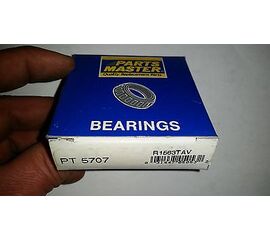 PARTS
MASTER
Quality Replacement Parts
BEARINGS
PT 5707
R1563TAV